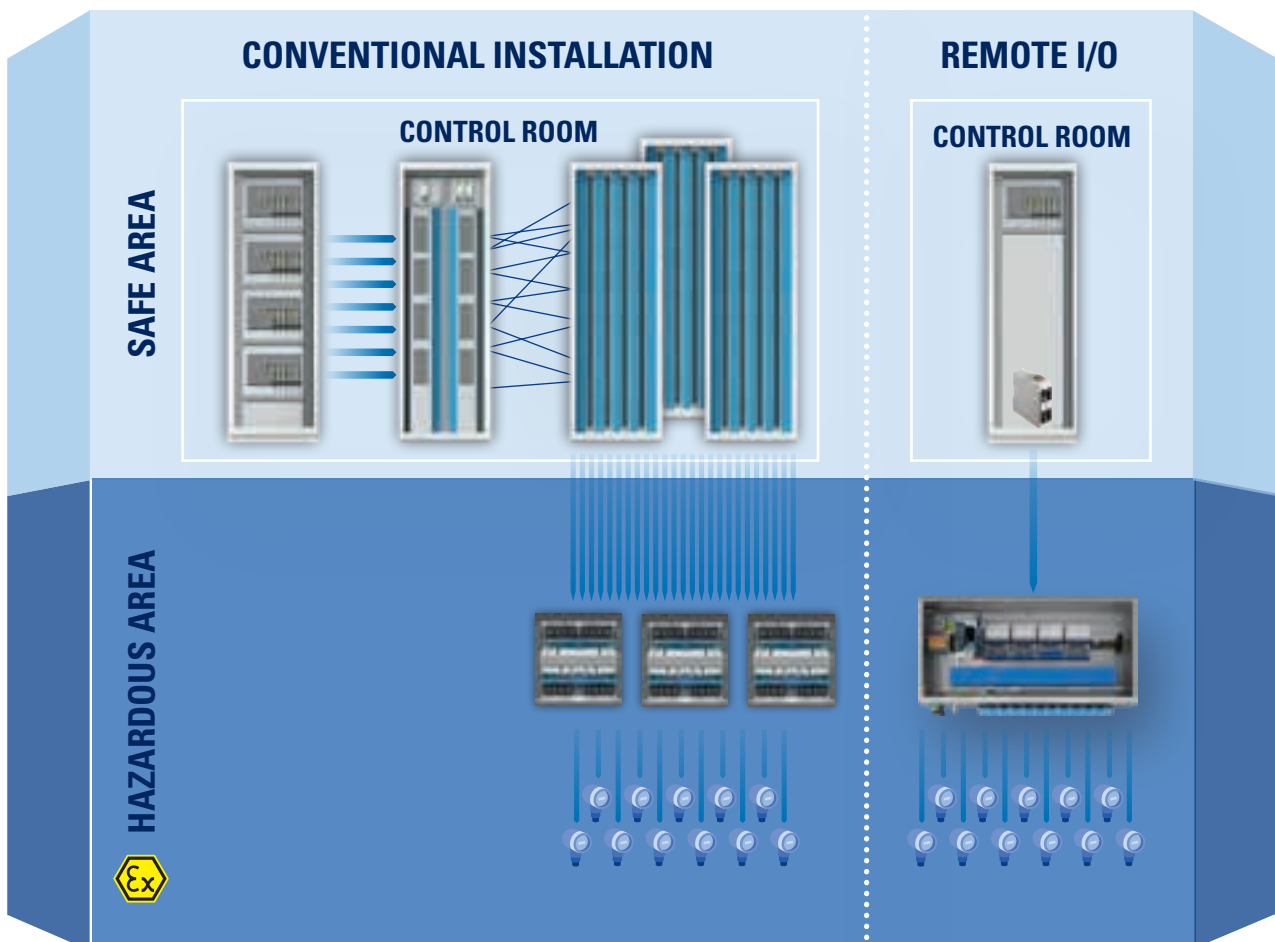 CONVENTIONAL INSTALLATION
REMOTE I/O
CONTROL ROOM
CONTROL ROOM
SAFE AREA
HAZARDOUS AREA
Ex